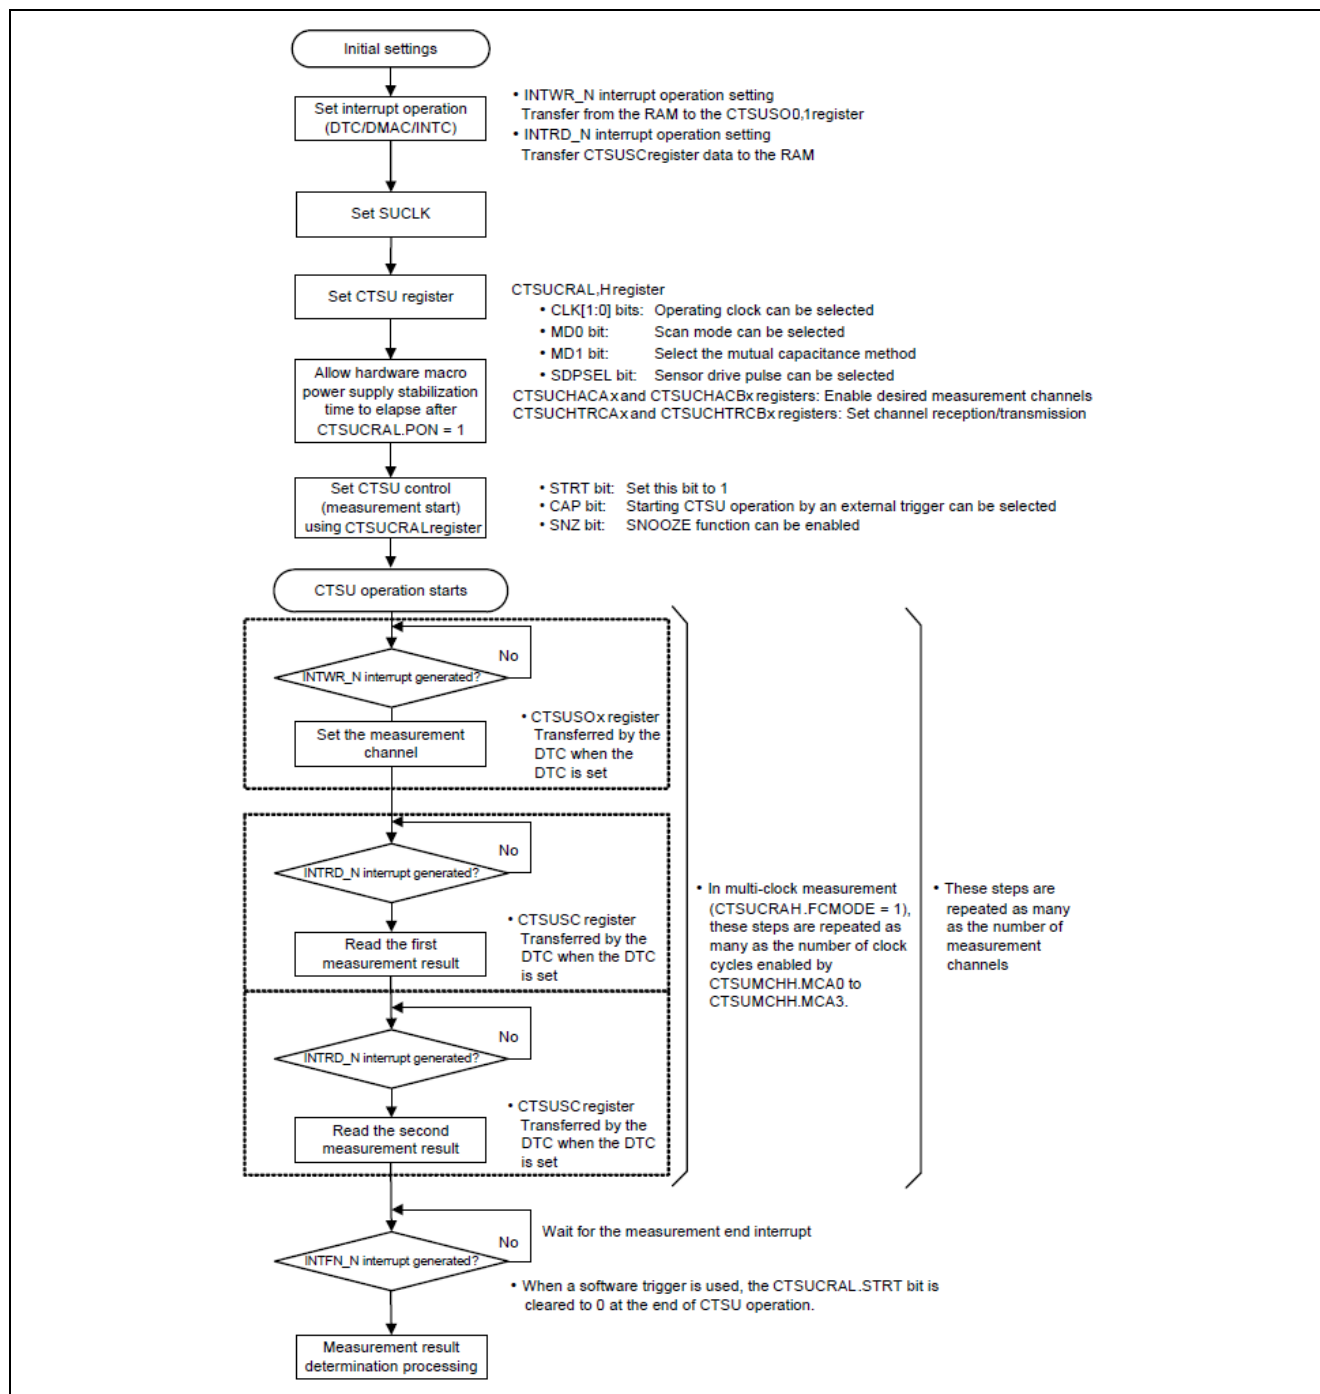 Initial settings
Set interrupt operation
(DTC/DMAC/INTC)
• INTWR_N interrupt operation setting
Transfer from the RAM to the CTSUSO0,1register
• INTRD_N interrupt operation setting
Transfer CTSUSCregister data to the RAM
Set SUCLK
Set CTSU register
CTSUCRAL,Hregister
• CLK[1:0] bits: Operating clock can be selected
• MD0 bit: Scan mode can be selected
• MD1 bit: Select the mutual capacitance method
• SDPSEL bit: Sensor drive pulse can be selected
CTSUCHACAx and CTSUCHACBx registers: Enable desired measurement channels
CTSUCHTRCAx and CTSUCHTRCBx registers: Set channel reception/transmission
Allow hardware macro
power supply stabilization
time to elapse after
CTSUCRAL.PON = 1
Set CTSU control
(measurement start)
using CTSUCRALregister
• STRT bit: Set this bit to 1
• CAP bit: Starting CTSU operation by an external trigger can be selected
• SNZ bit: SNOOZE function can be enabled
CTSU operation starts
No
INTWR_N interrupt generated?
Set the measurement
channel
• CTSUSOx register
Transferred by the
DTC when the
DTC is set
No
INTRD_N interrupt generated?
Read the first
measurement result
• CTSUSC register
Transferred by the
DTC when the DTC
is set
No
INTRD_N interrupt generated?
Read the second
measurement result
• CTSUSC register
Transferred by the
DTC when the DTC
is set
• In multi-clock measurement
(CTSUCRAH.FCMODE = 1),
these steps are repeated as
many as the number of clock
cycles enabled by
CTSUMCHH.MCA0 to
CTSUMCHH.MCA3.
• These steps are
repeated as many
as the number of
measurement
channels
No
Wait for the measurement end interrupt
INTFN_N interrupt generated?
• When a software trigger is used, the CTSUCRAL.STRT bit is
cleared to 0 at the end of CTSU operation.
Measurement result
determination processing